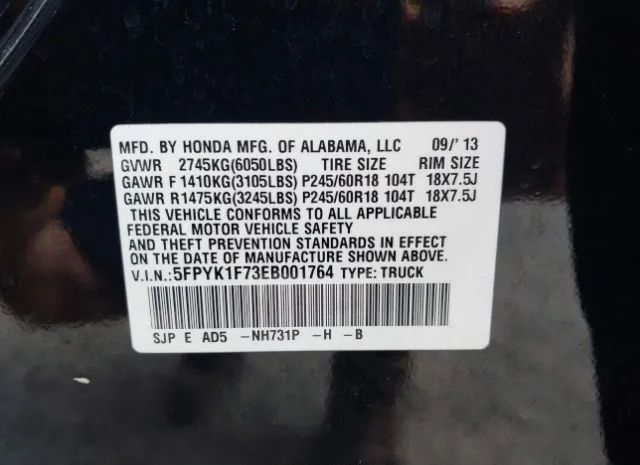 MFD. BY HONDA MFG. OF ALABAMA, LLC 09/'13
GVWR 2745KG(6050LBS) TIRE SIZE RIM SIZE
GAWR F 1410KG(3105LBS) P245/60R18 104T 18X7.5J
GAWR R1475KG(3245LBS) P245/60R18 104T 18X7.5J
THIS VEHICLE CONFORMS TO ALL APPLICABLE
FEDERAL MOTOR VEHICLE SAFETY
AND THEFT PREVENTION STANDARDS IN EFFECT
ON THE DATE OF MANUFACTURE SHOWN ABOVE.
V.I.N.:5FPYK1F73EB001764 TYPE: TRUCK
SJP E AD5 -NH731P -H -B